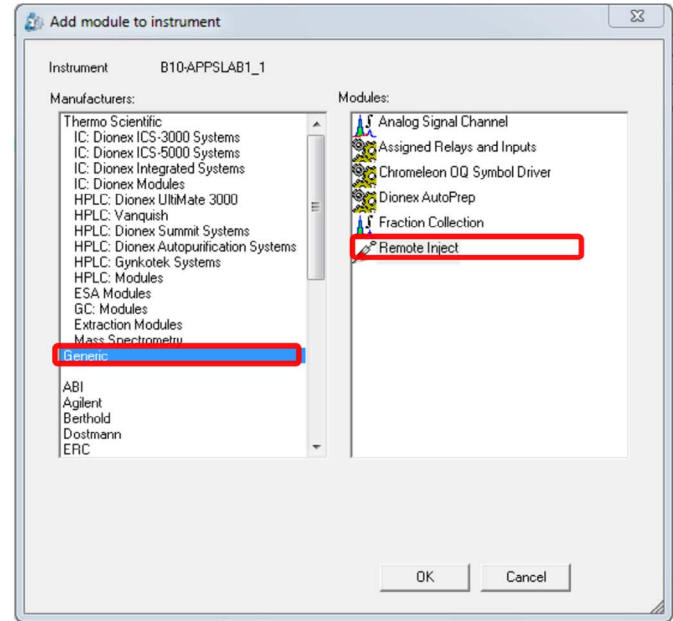 Add module to instrument
Instrument B10-APPSLAB1_1
Manufacturers:
Thermo Scientific
IC: Dionex ICS-3000 Systems
IC: Dionex ICS-5000 Systems
IC: Dionex Integrated Systems
IC: Dionex Modules
HPLC: Dionex UltiMate 3000
HPLC: Vanquish
HPLC: Dionex Summit Systems
HPLC: Dionex Autopurification Systems
HPLC: Gynkotek Systems
HPLC: Modules
ESA Modules
GC: Modules
Extraction Modules
Mass Spectrometry
Generic
ABI
Agilent
Berthold
Dostmann
ERC
Modules:
Analog Signal Channel
Assigned Relays and Inputs
Chromeleon OQ Symbol Driver
Dionex AutoPrep
Fraction Collection
Remote Inject
OK Cancel